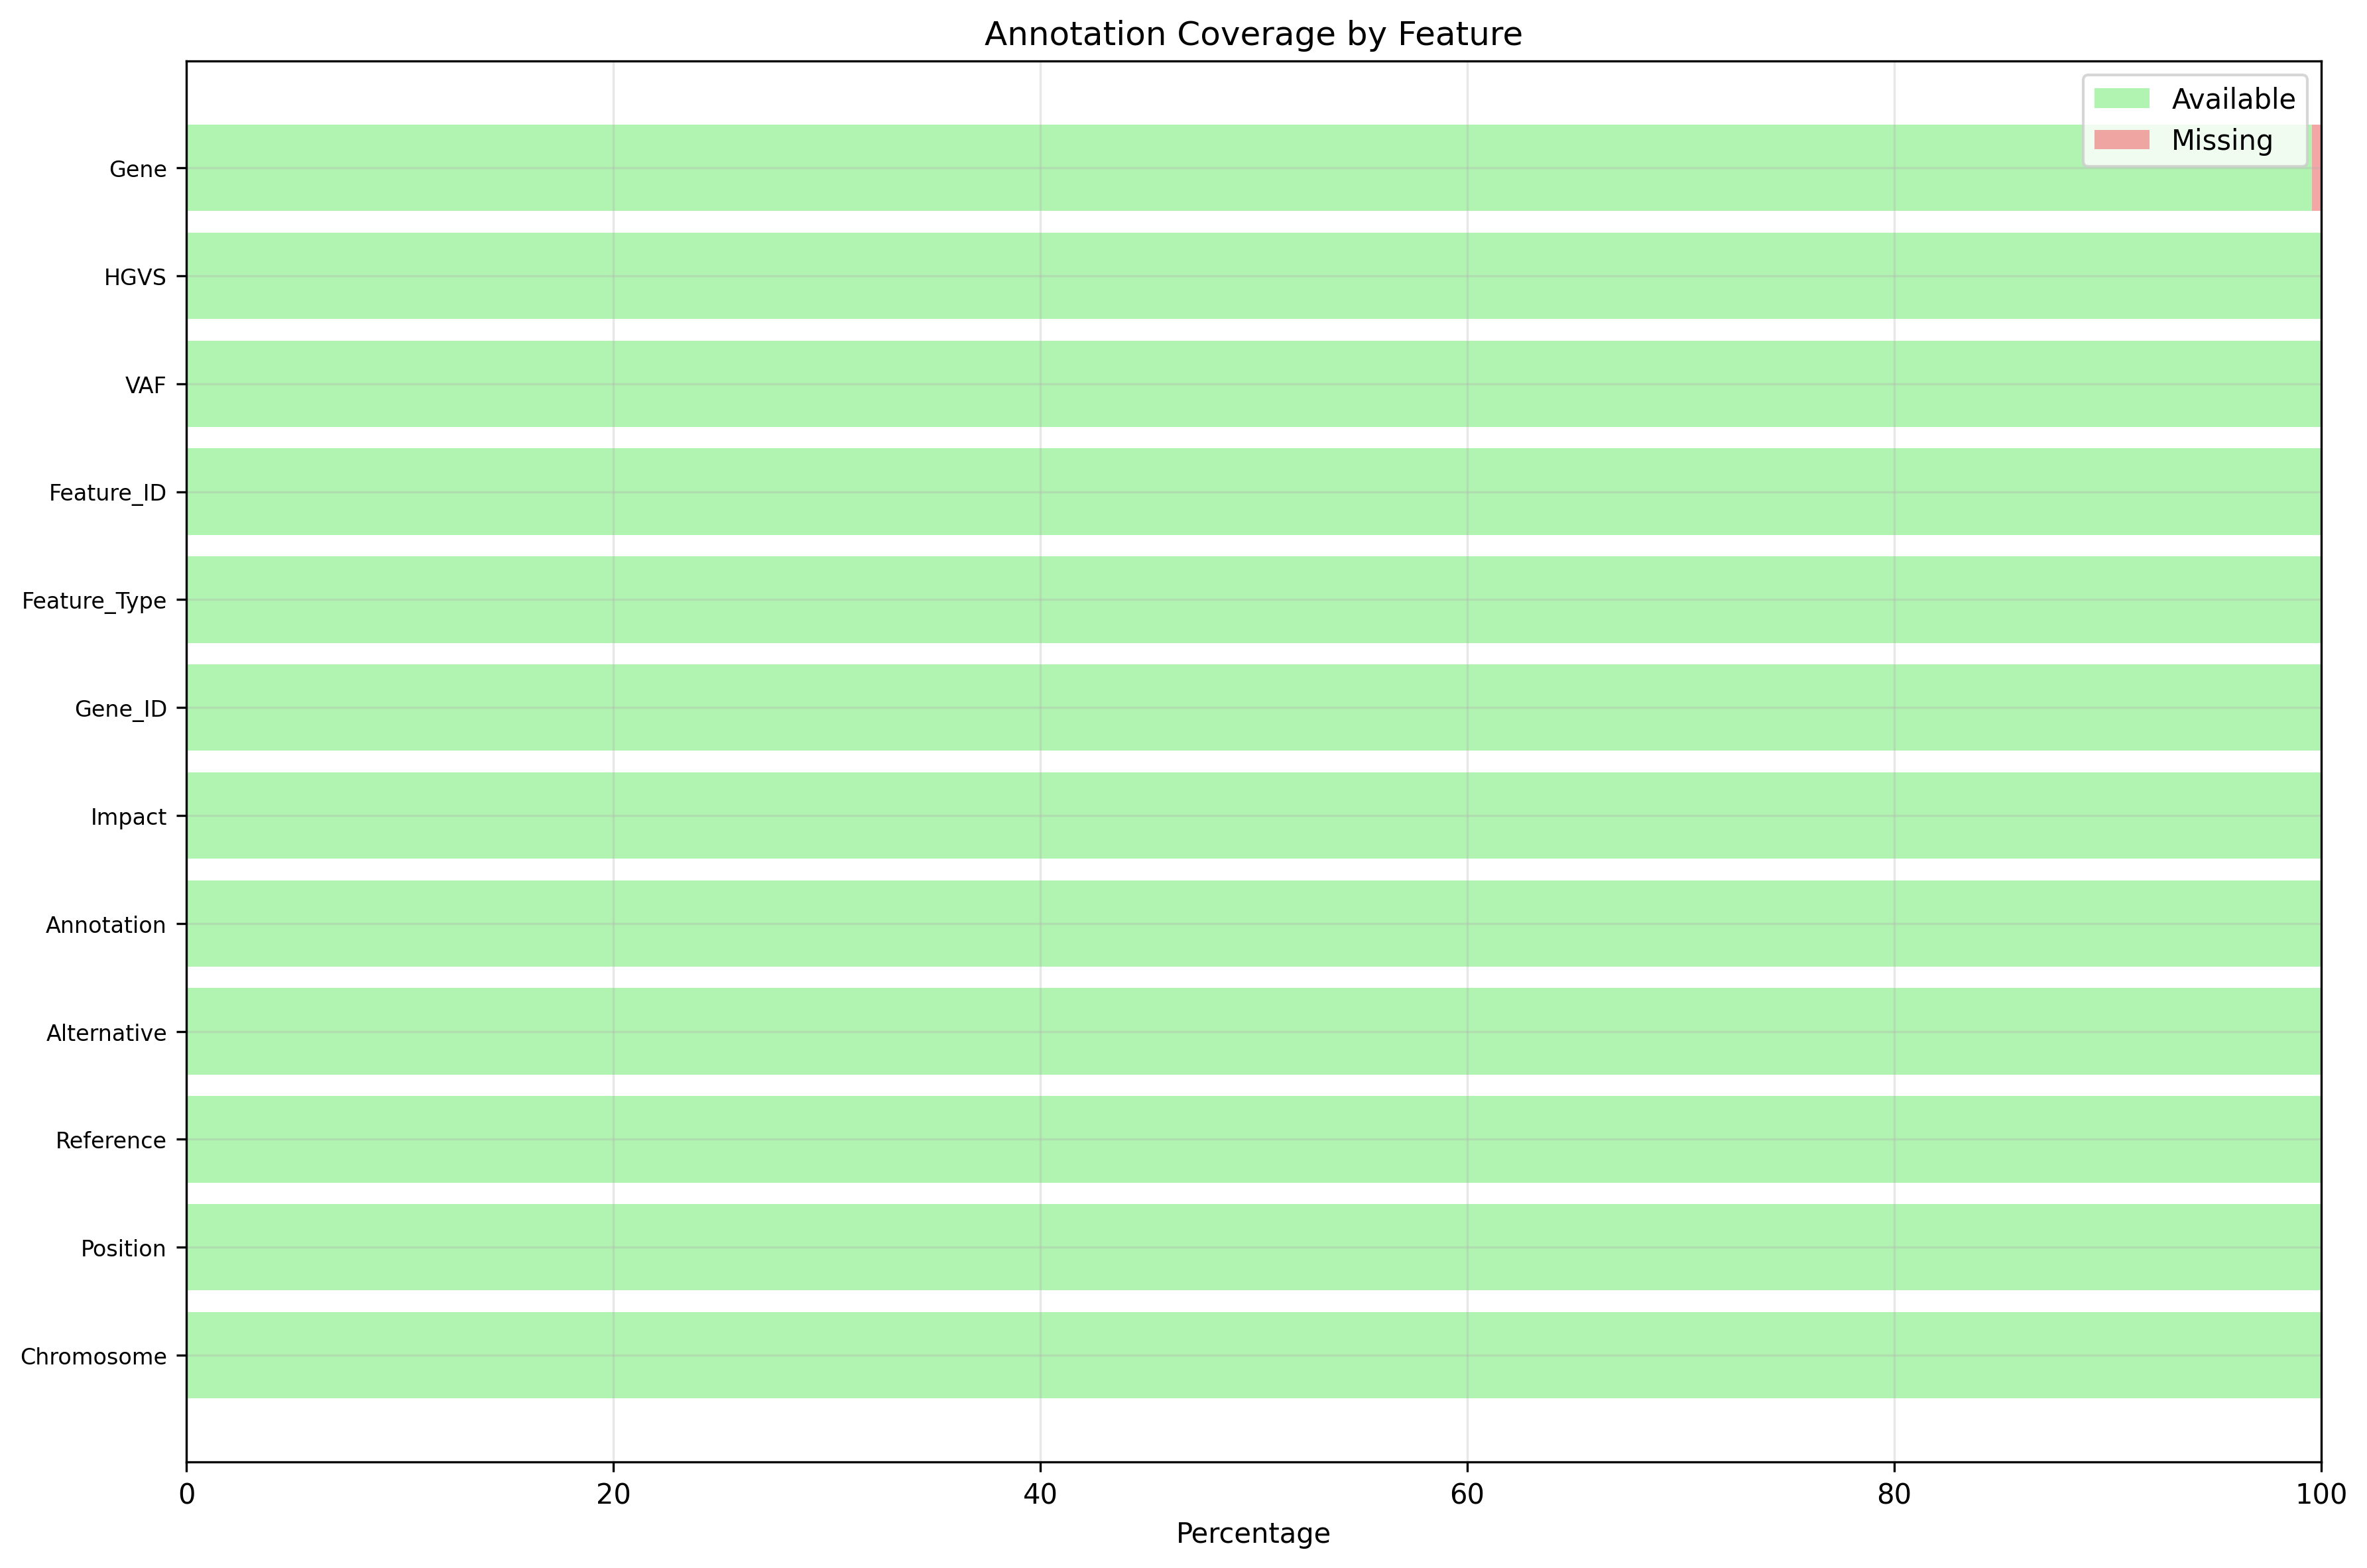 Annotation Coverage by Feature
Available
Missing
Gene
HGVS
VAF
Feature_ID
Feature_Type
Gene_ID
Impact
Annotation
Alternative
Reference
Position
Chromosome
0 20 40 60 80 100
Percentage